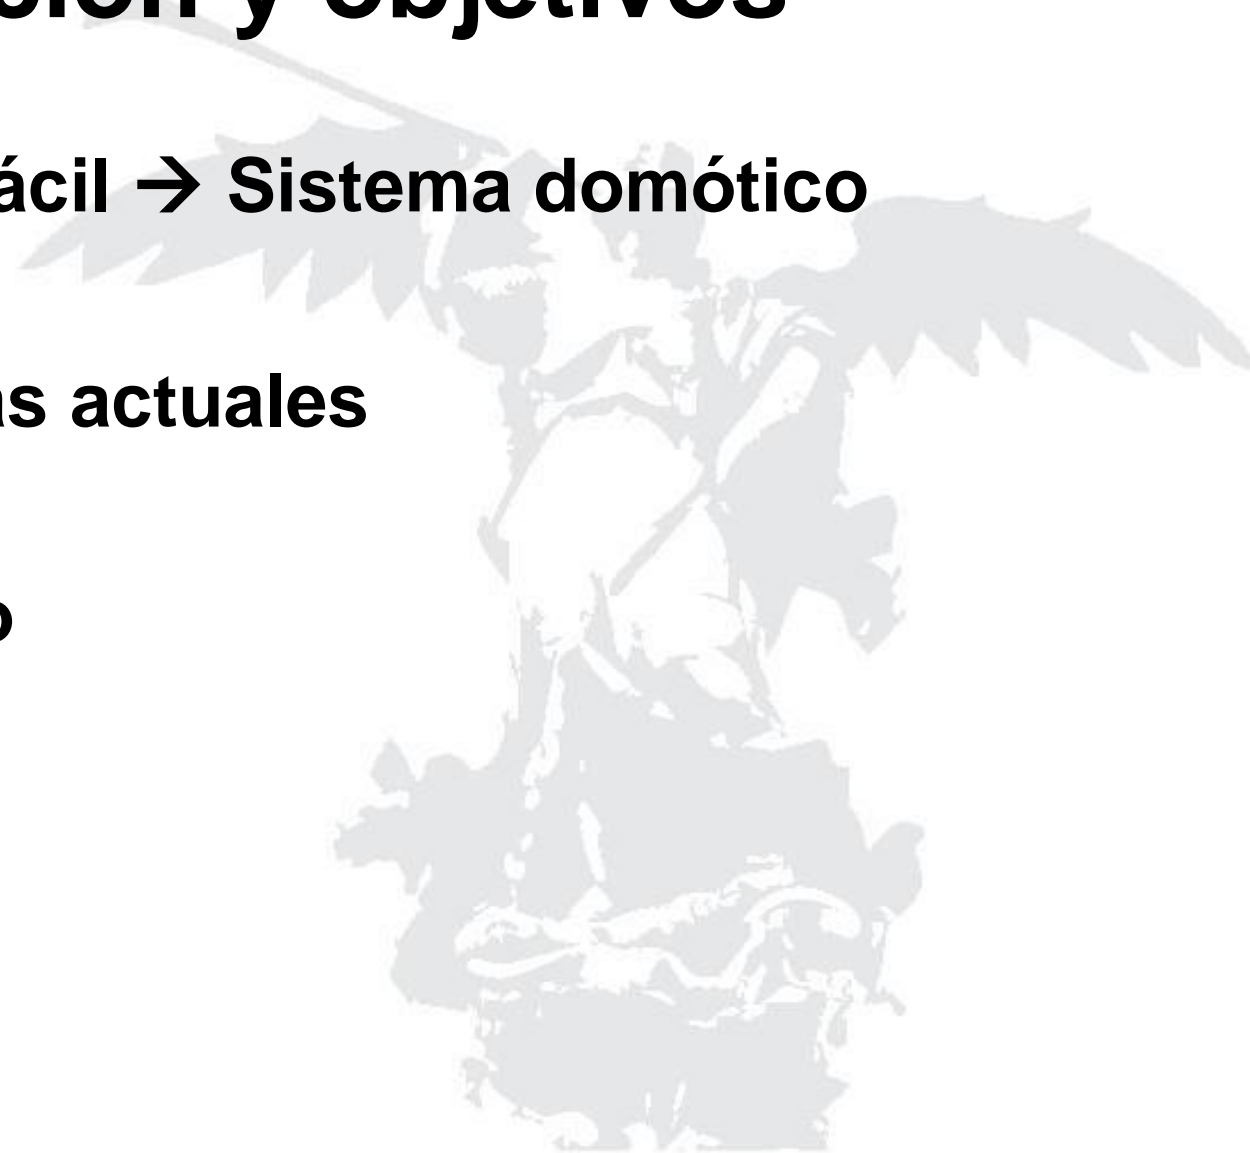 ción y objetivos
ácil → Sistema domótico
as actuales
o